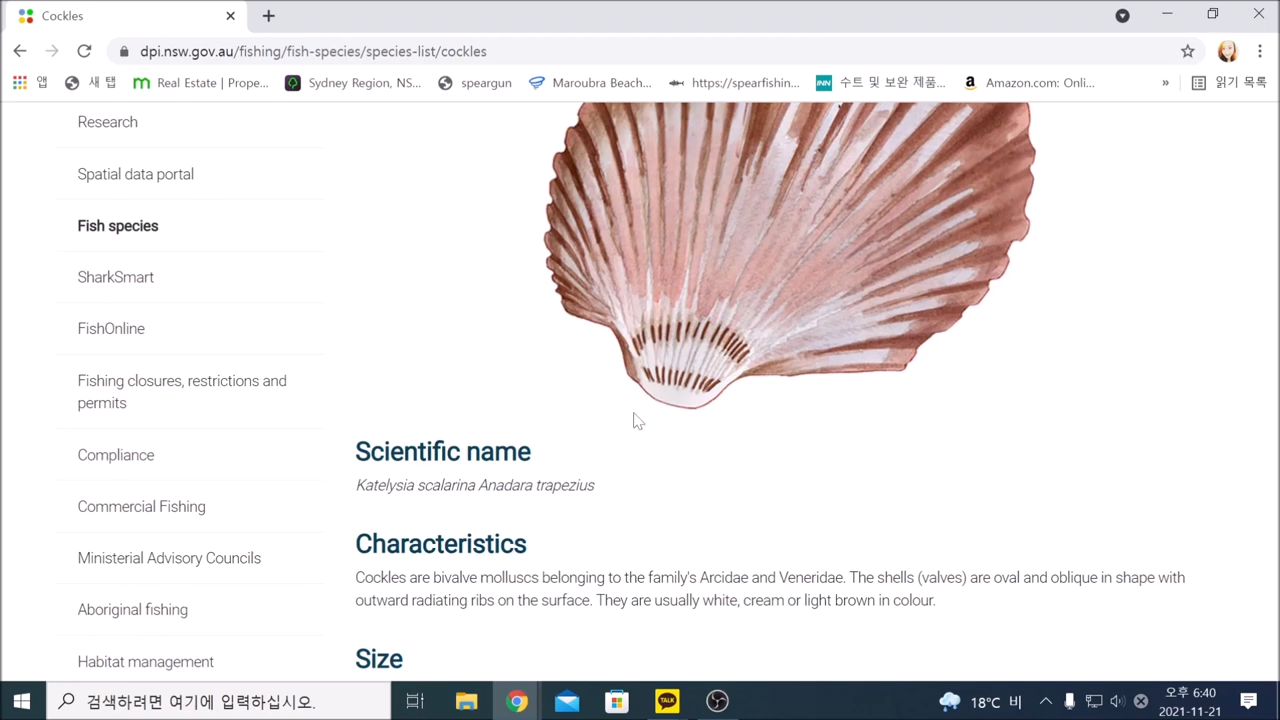 Cockles
dpi.nsw.gov.au/fishing/fish-species/species-list/cockles
앱 새 탭 Real Estate | Prope... Sydney Region, NS... speargun Maroubra Beach... https://spearfishin... INN 수트 및 보완 제품... Amazon.com: Onli... » 읽기 목록
Research
Spatial data portal
Fish species
SharkSmart
FishOnline
Fishing closures, restrictions and
permits
Compliance
Commercial Fishing
Ministerial Advisory Councils
Aboriginal fishing
Habitat management
Scientific name
Katelysia scalarina Anadara trapezius
Characteristics
Cockles are bivalve molluscs belonging to the family's Arcidae and Veneridae. The shells (valves) are oval and oblique in shape with
outward radiating ribs on the surface. They are usually white, cream or light brown in colour.
Size
검색하려면 여기에 입력하십시오.
TALK
18°C 비
오후 6:40
2021-11-21